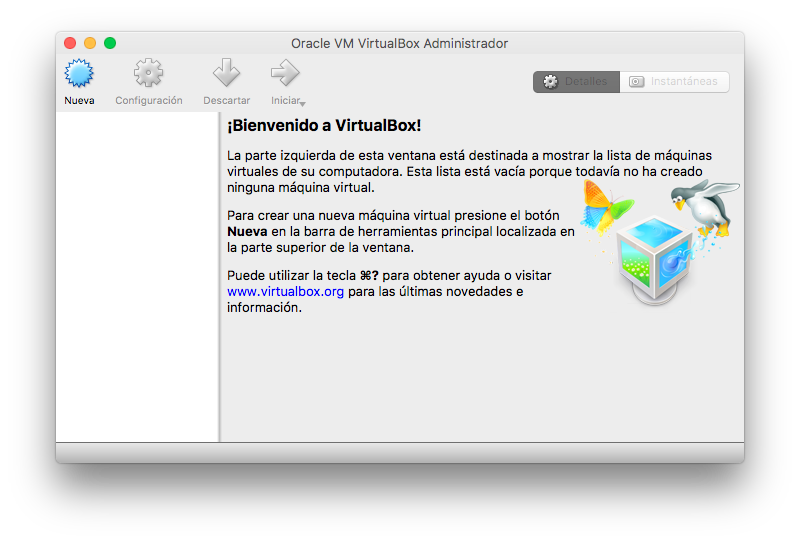 Oracle VM VirtualBox Administrador
Nueva
Configuración
Descartar
Iniciar
Detalles
Instantáneas
¡Bienvenido a VirtualBox!
La parte izquierda de esta ventana está destinada a mostrar la lista de máquinas
virtuales de su computadora. Esta lista está vacía porque todavía no ha creado
ninguna máquina virtual.
Para crear una nueva máquina virtual presione el botón
Nueva en la barra de herramientas principal localizada en
la parte superior de la ventana.
Puede utilizar la tecla ⌘? para obtener ayuda o visitar
www.virtualbox.org para las últimas novedades e
información.